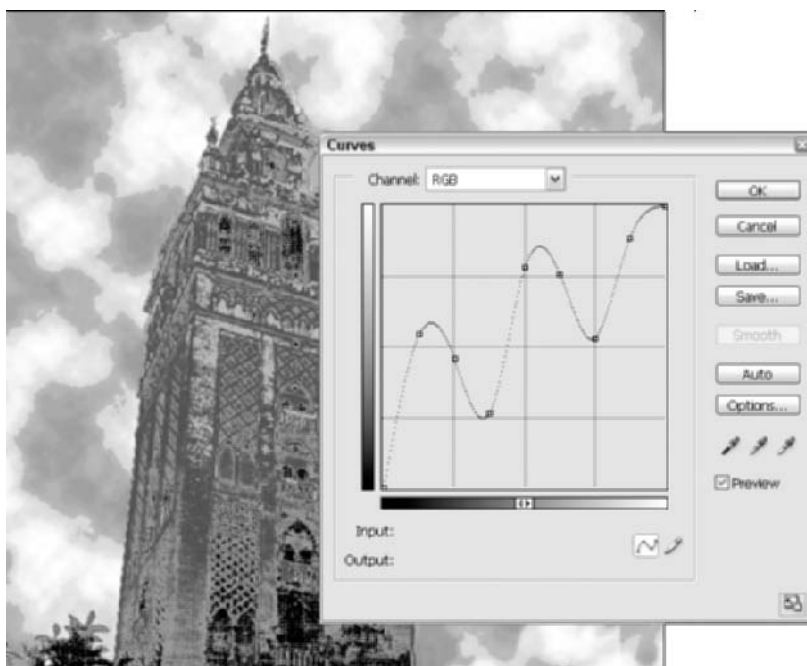 Curves
Channel: RGB
OK
Cancel
Load...
Save...
Smooth
Auto
Options...
Preview
Input:
Output: